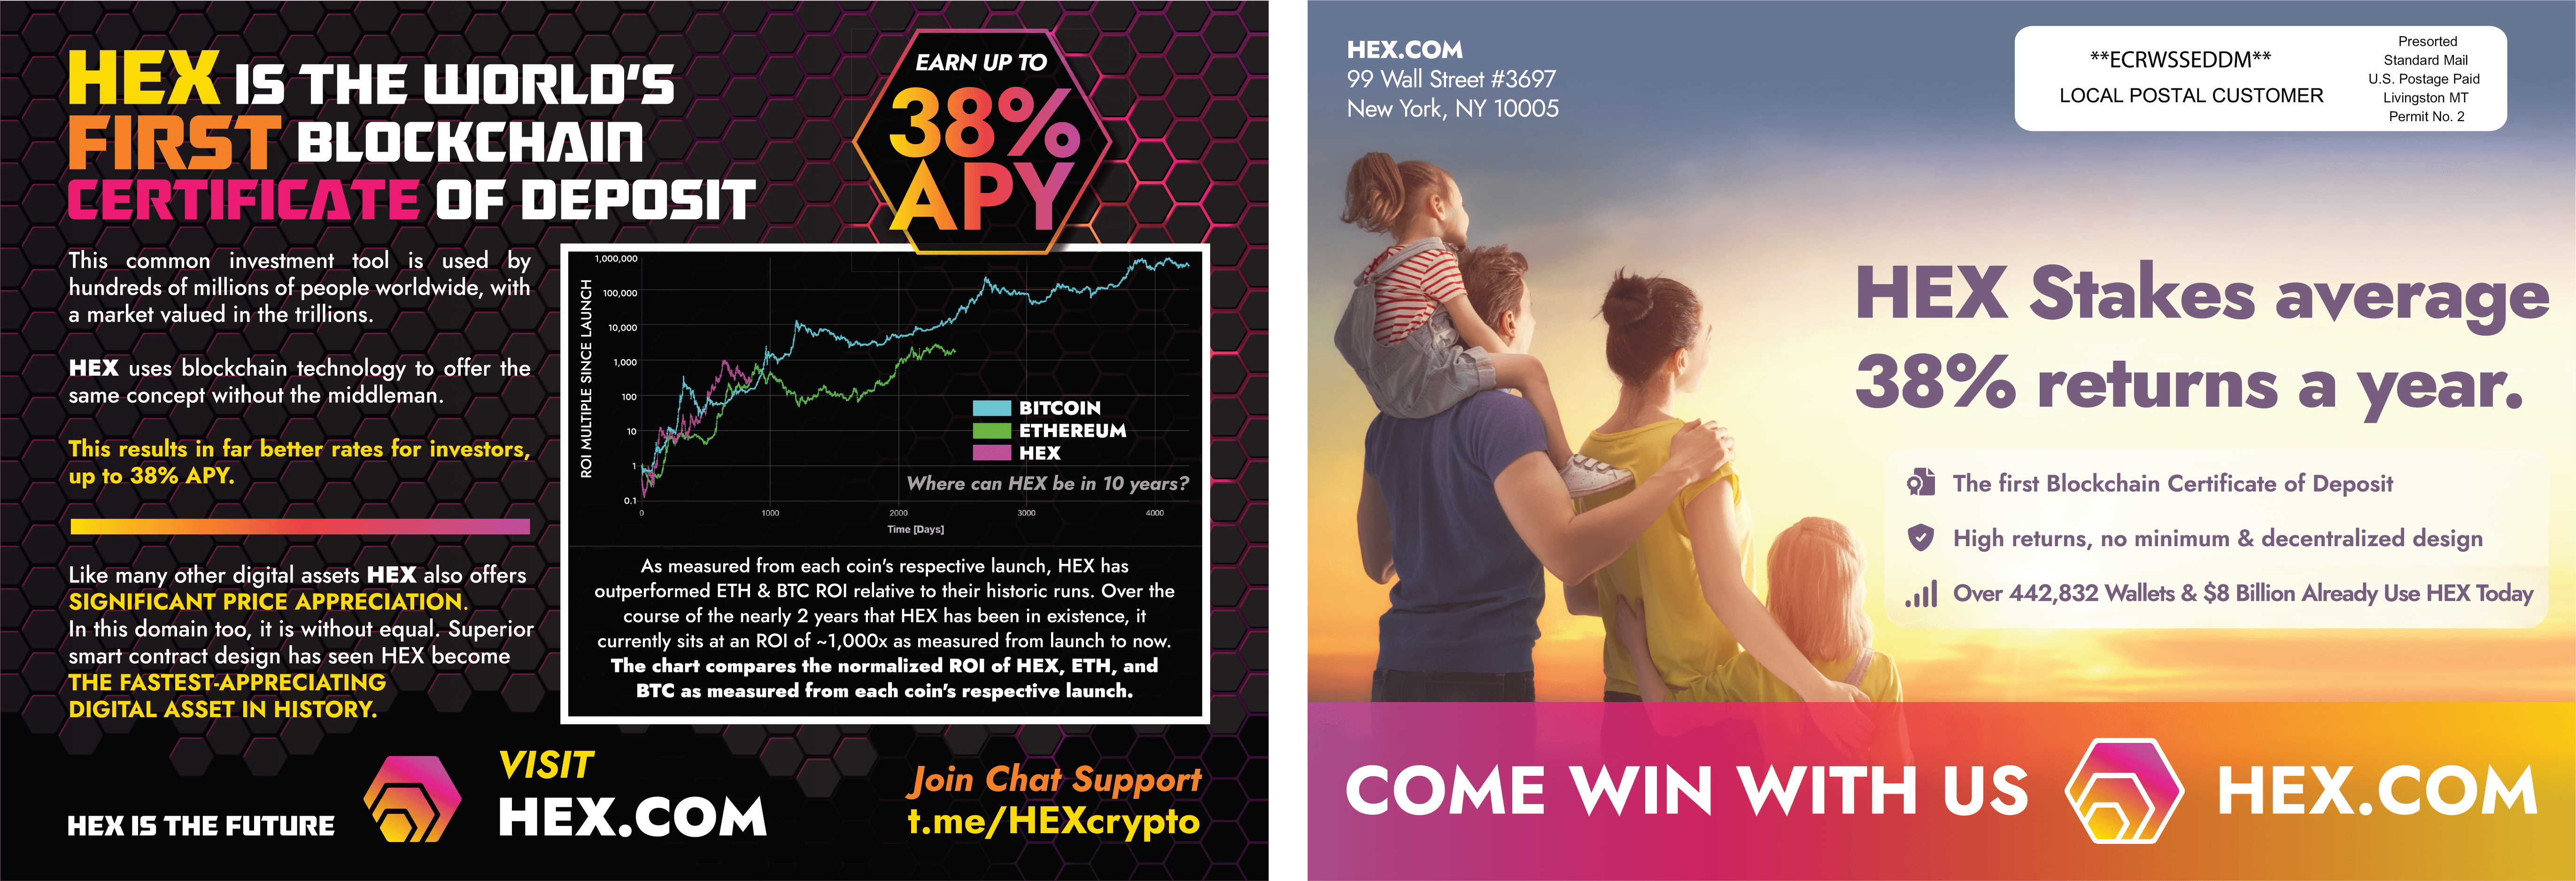 HEX IS THE WORLD'S
FIRST BLOCKCHAIN
CERTIFICATE OF DEPOSIT
EARN UP TO
38%
APY
This common investment tool is used by
hundreds of millions of people worldwide, with
a market valued in the trillions.
HEX uses blockchain technology to offer the
same concept without the middleman.
This results in far better rates for investors,
up to 38% APY.
Like many other digital assets HEX also offers
SIGNIFICANT PRICE APPRECIATION.
In this domain too, it is without equal. Superior
smart contract design has seen HEX become
THE FASTEST-APPRECIATING
DIGITAL ASSET IN HISTORY.
ROI MULTIPLE SINCE LAUNCH
1,000,000
100,000
10,000
1,000
100
10
1
0.1
0 1000 2000 3000 4000
Time [Days]
BITCOIN
ETHEREUM
HEX
Where can HEX be in 10 years?
As measured from each coin's respective launch, HEX has
outperformed ETH & BTC ROI relative to their historic runs. Over the
course of the nearly 2 years that HEX has been in existence, it
currently sits at an ROI of ~1,000x as measured from launch to now.
The chart compares the normalized ROI of HEX, ETH, and
BTC as measured from each coin's respective launch.
HEX IS THE FUTURE
VISIT
HEX.COM
Join Chat Support
t.me/HEXcrypto
HEX.COM
99 Wall Street #3697
New York, NY 10005
**ECRWSSEDDM**
LOCAL POSTAL CUSTOMER
Presorted
Standard Mail
U.S. Postage Paid
Livingston MT
Permit No. 2
HEX Stakes average
38% returns a year.
The first Blockchain Certificate of Deposit
High returns, no minimum & decentralized design
Over 442,832 Wallets & $8 Billion Already Use HEX Today
COME WIN WITH US
HEX.COM